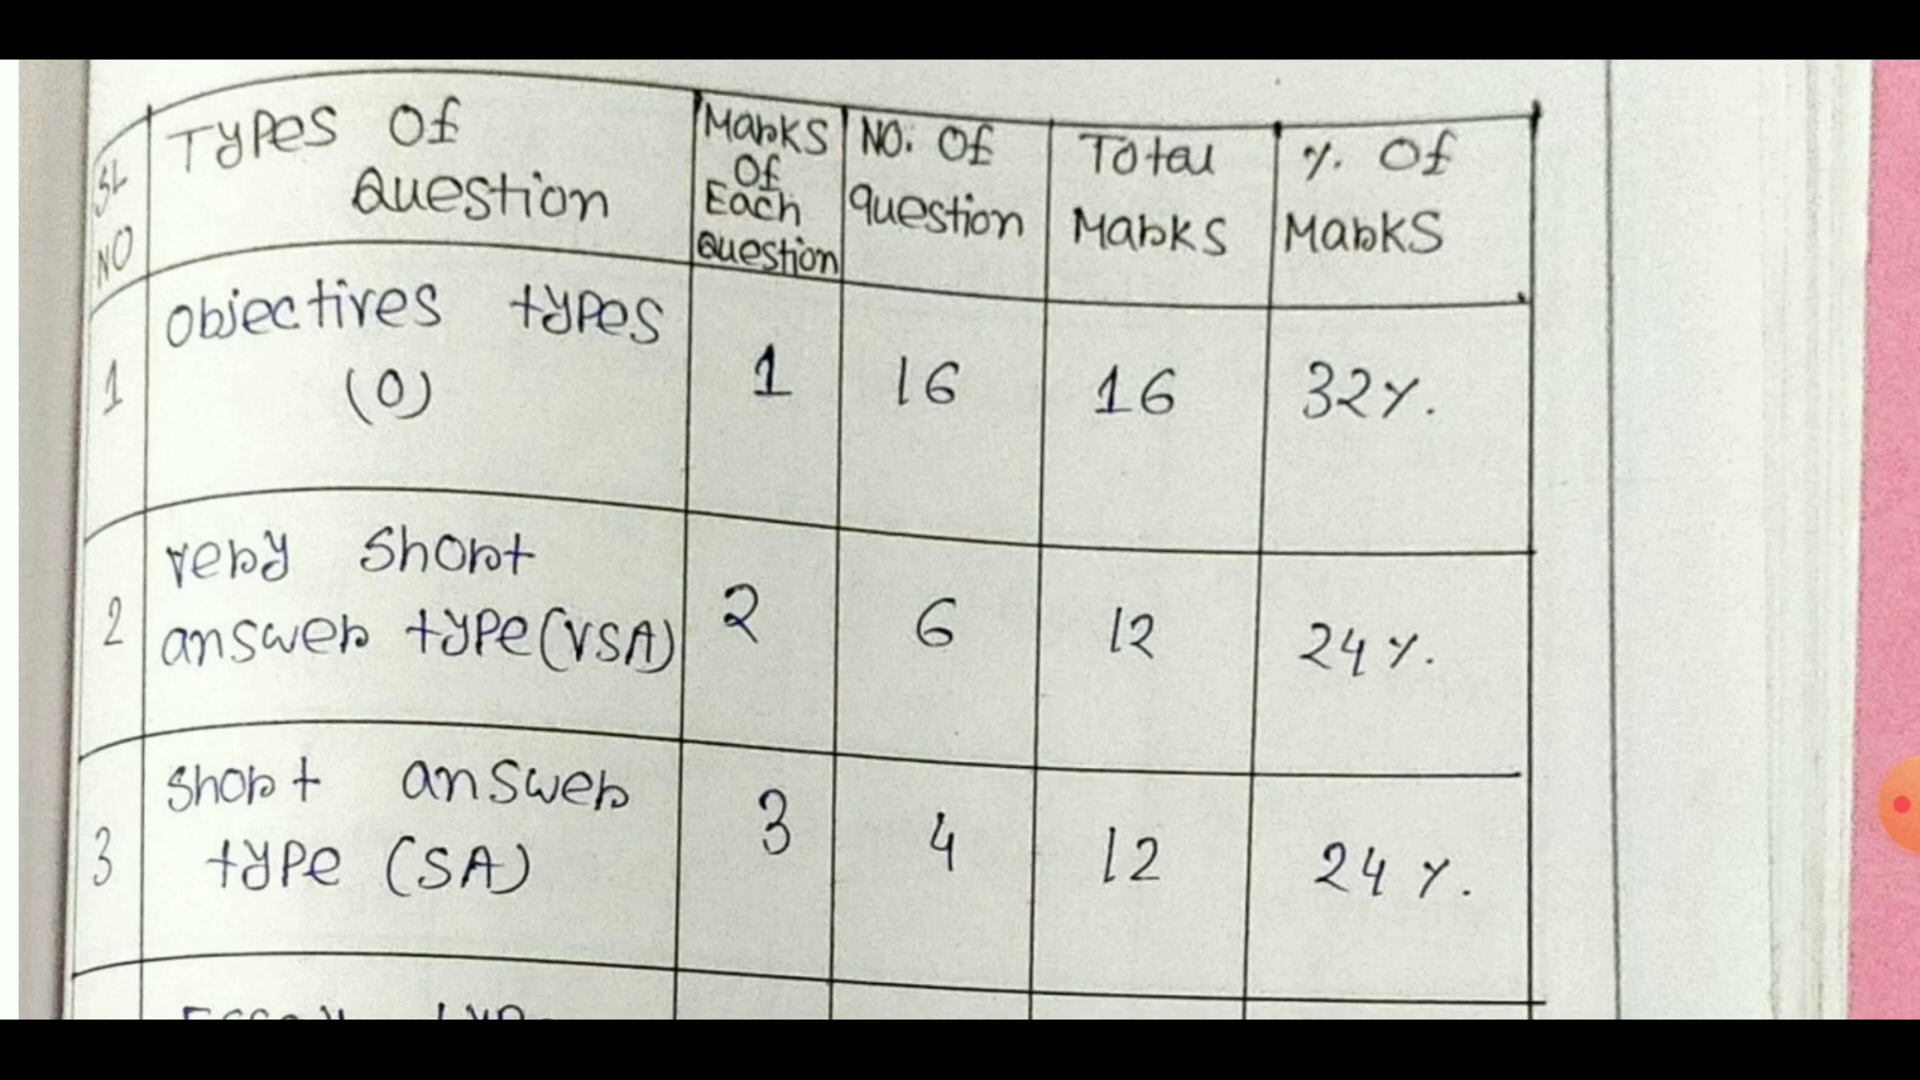 SL NO
Types Of Question
Marks Of Each Question
NO. Of question
Total Marks
%. Of Marks
1
Objectives types (O)
1
16
16
32%.
2
very short answer type (VSA)
2
6
12
24%.
3
short answer type (SA)
3
4
12
24%.